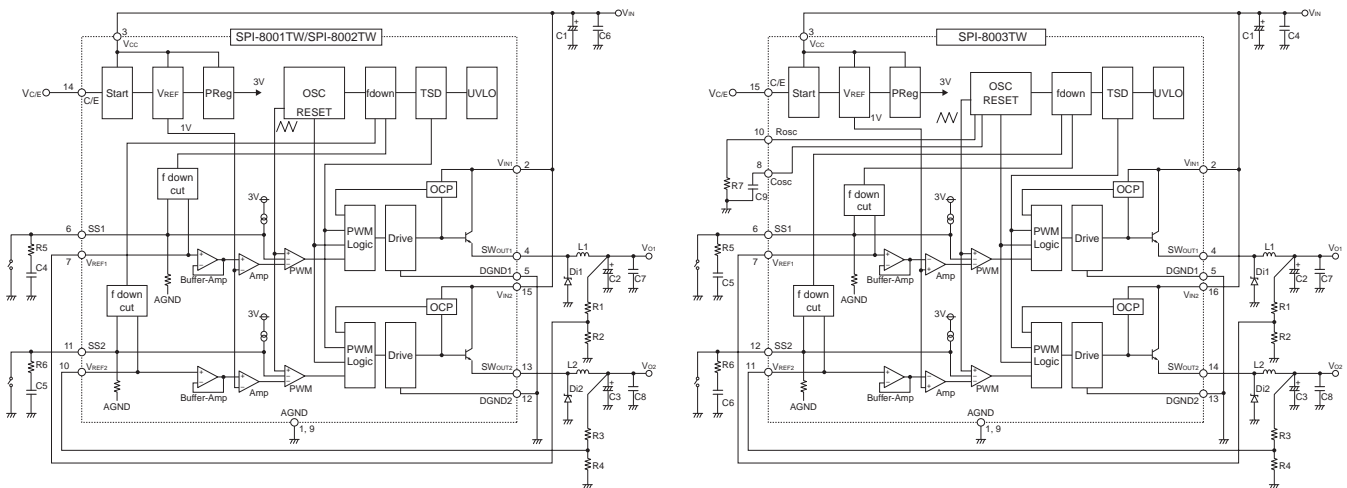 VIN
3
VCC
C1
+
C6
SPI-8001TW/SPI-8002TW
VC/E
14
C/E
Start
VREF
PReg
3V
OSC
RESET
fdown
TSD
UVLO
1V
f down
cut
3V
VIN1
2
OCP
6
SS1
R5
C4
7
VREF1
Buffer-Amp
Amp
PWM
PWM
Logic
Drive
SWOUT1
4
L1
VO1
Di1
C2
+
C7
AGND
DGND1
5
15
VIN2
R1
R2
f down
cut
3V
OCP
11
SS2
R6
C5
10
VREF2
Buffer-Amp
Amp
PWM
PWM
Logic
Drive
SWOUT2
13
L2
VO2
Di2
C3
+
C8
AGND
DGND2
12
AGND
1, 9
R3
R4
VIN
3
VCC
C1
+
C4
SPI-8003TW
VC/E
15
C/E
Start
VREF
PReg
3V
OSC
RESET
fdown
TSD
UVLO
1V
10
Rosc
8
Cosc
R7
C9
f down
cut
3V
VIN1
2
OCP
6
SS1
R5
C5
7
VREF1
Buffer-Amp
Amp
PWM
PWM
Logic
Drive
SWOUT1
4
L1
VO1
Di1
C2
+
C7
AGND
DGND1
5
VIN2
16
R1
R2
f down
cut
3V
OCP
12
SS2
R6
C6
11
VREF2
Buffer-Amp
Amp
PWM
PWM
Logic
Drive
SWOUT2
14
L2
VO2
Di2
C3
+
C8
AGND
DGND2
13
AGND
1, 9
R3
R4